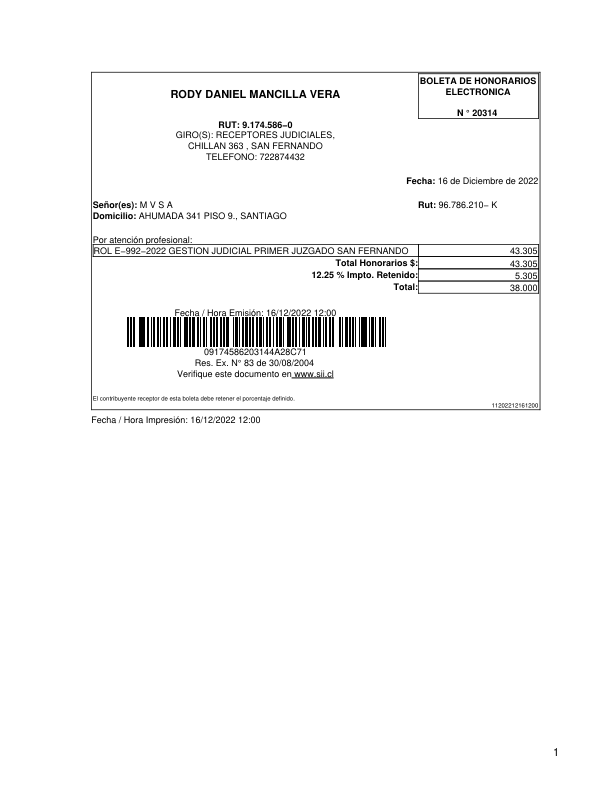 BOLETA DE HONORARIOS
ELECTRONICA
N ° 20314
RODY DANIEL MANCILLA VERA
RUT: 9.174.586−0
GIRO(S): RECEPTORES JUDICIALES,
CHILLAN 363 , SAN FERNANDO
TELEFONO: 722874432
Fecha: 16 de Diciembre de 2022
Señor(es): M V S A Rut: 96.786.210− K
Domicilio: AHUMADA 341 PISO 9., SANTIAGO
Por atención profesional:
ROL E−992−2022 GESTION JUDICIAL PRIMER JUZGADO SAN FERNANDO 43.305
Total Honorarios $: 43.305
12.25 % Impto. Retenido: 5.305
Total: 38.000
Fecha / Hora Emisión: 16/12/2022 12:00
09174586203144A28C71
Res. Ex. N° 83 de 30/08/2004
Verifique este documento en www.sii.cl
El contribuyente receptor de esta boleta debe retener el porcentaje definido.
11202212161200
Fecha / Hora Impresión: 16/12/2022 12:00
1